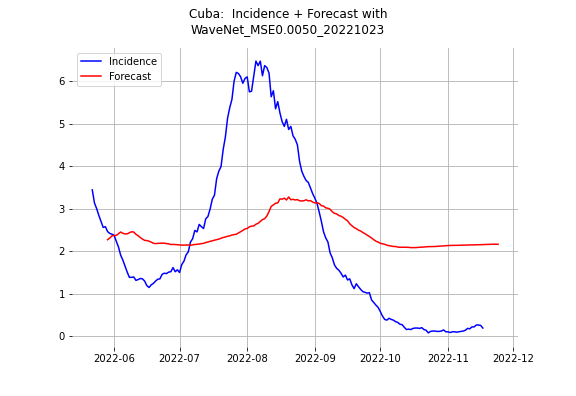 Cuba:  Incidence + Forecast with
WaveNet_MSE0.0050_20221023
Incidence
Forecast
6
5
4
3
2
1
0
2022-06 2022-07 2022-08 2022-09 2022-10 2022-11 2022-12